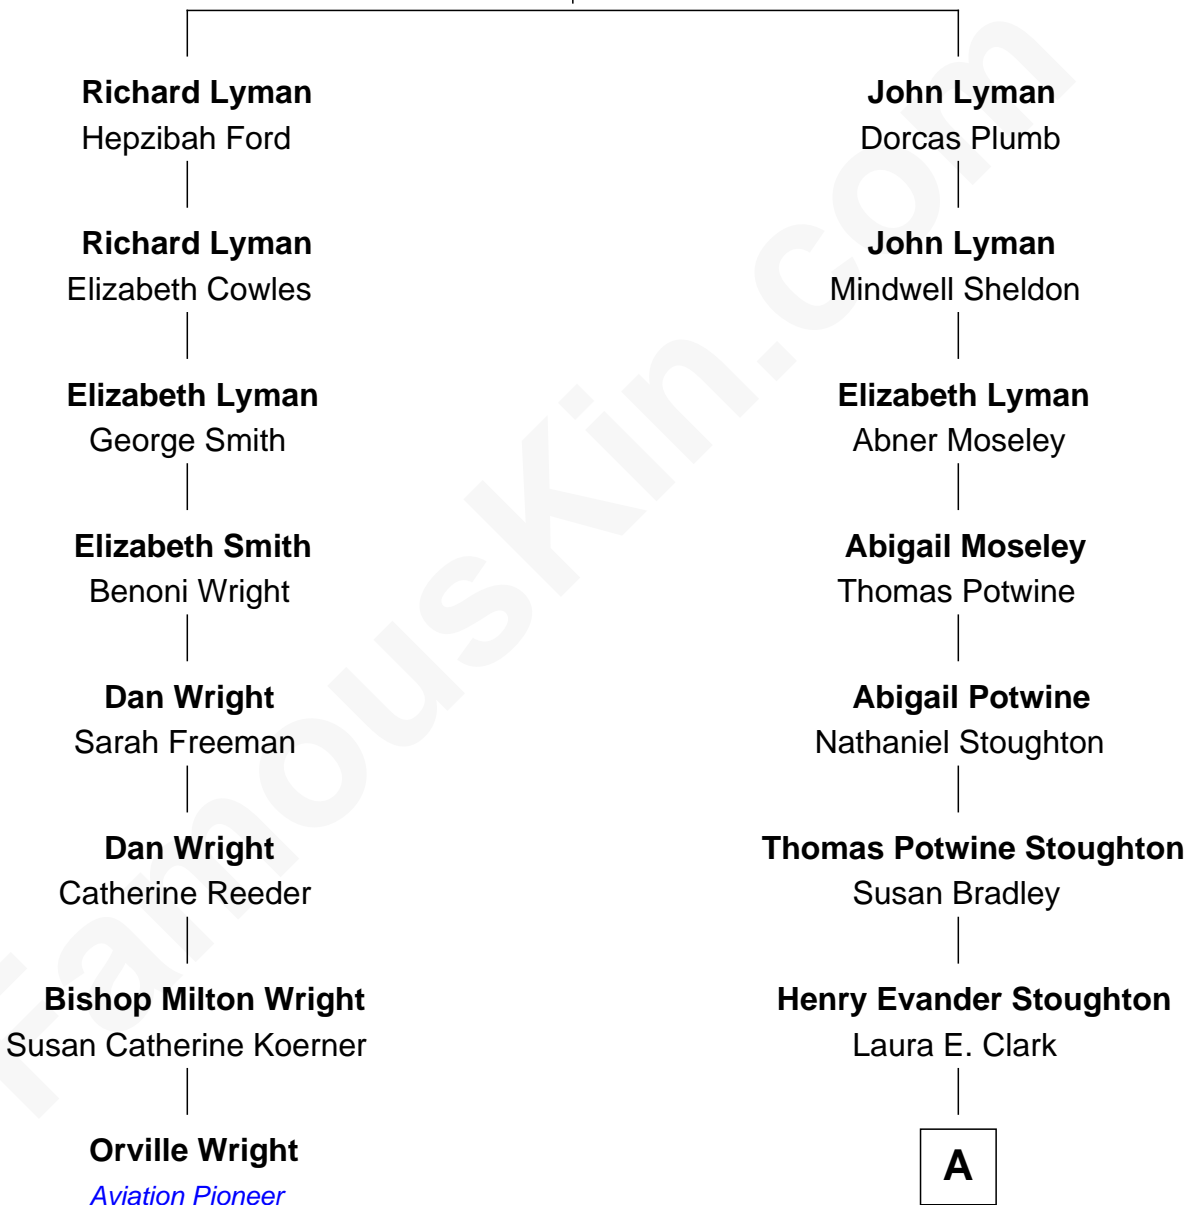 Richard Lyman
Hepzibah Ford
Richard Lyman
Elizabeth Cowles
Elizabeth Lyman
George Smith
Elizabeth Smith
Benoni Wright
Dan Wright
Sarah Freeman
Dan Wright
Catherine Reeder
Bishop Milton Wright
Susan Catherine Koerner
Orville Wright
Aviation Pioneer
John Lyman
Dorcas Plumb
John Lyman
Mindwell Sheldon
Elizabeth Lyman
Abner Moseley
Abigail Moseley
Thomas Potwine
Abigail Potwine
Nathaniel Stoughton
Thomas Potwine Stoughton
Susan Bradley
Henry Evander Stoughton
Laura E. Clark
A
FamousKin.com